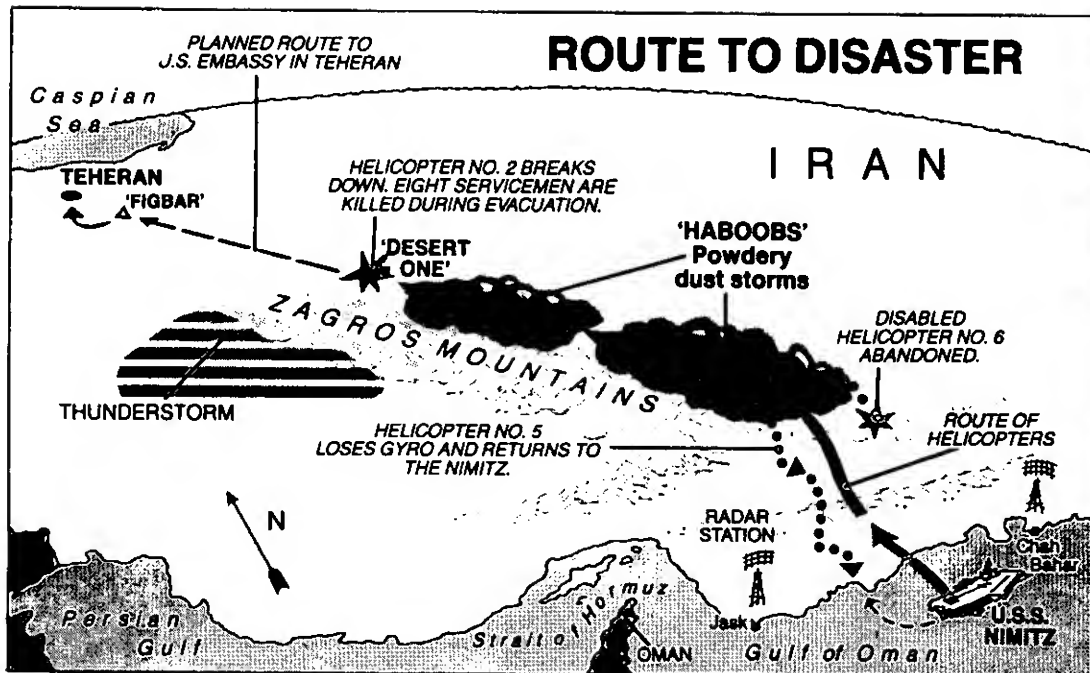 ROUTE TO DISASTER
PLANNED ROUTE TO
J.S. EMBASSY IN TEHERAN
Caspian
Sea
IRAN
TEHERAN
'FIGBAR'
HELICOPTER NO. 2 BREAKS
DOWN. EIGHT SERVICEMEN ARE
KILLED DURING EVACUATION.
'DESERT
ONE'
'HABOOBS'
Powdery
dust storms
ZAGROS MOUNTAINS
DISABLED
HELICOPTER NO. 6
ABANDONED.
THUNDERSTORM
HELICOPTER NO. 5
LOSES GYRO AND RETURNS TO
THE NIMITZ.
ROUTE OF
HELICOPTERS
N
RADAR
STATION
Chah
Bahar
Persian
Gulf
Strait of Hormuz
OMAN
Jask
Gulf of Oman
U.S.S.
NIMITZ